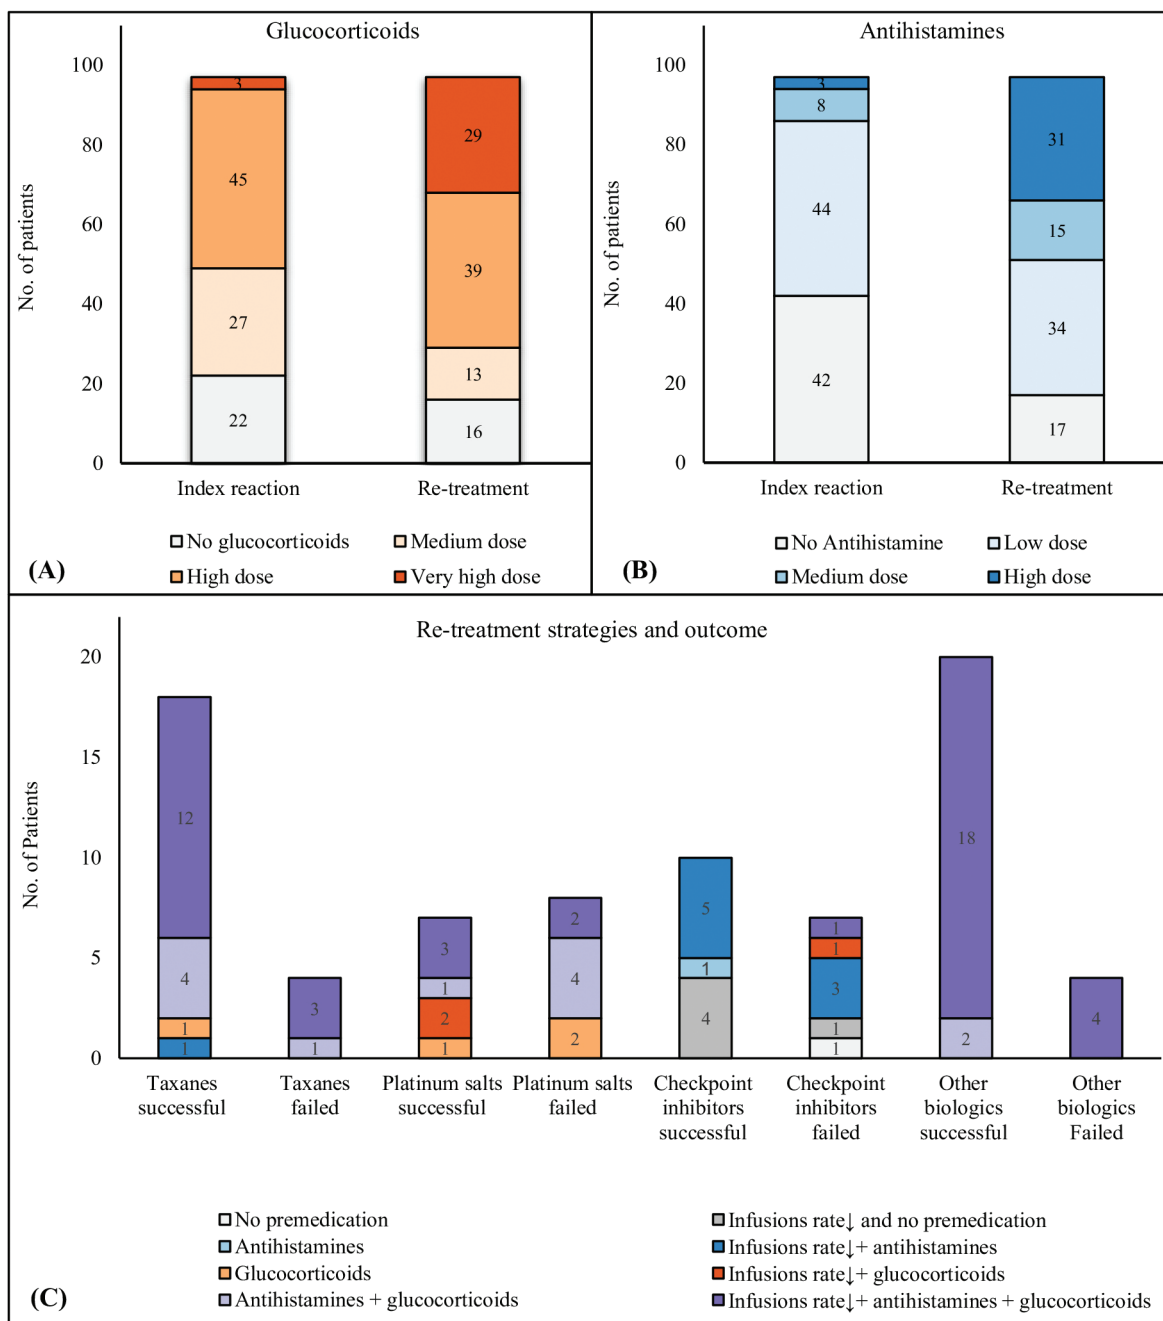 Glucocorticoids
100
80
60
40
20
0
No. of patients
3
45
27
22
29
39
13
16
Index reaction
Re-treatment
No glucocorticoids
Medium dose
High dose
Very high dose
(A)
Antihistamines
100
80
60
40
20
0
No. of patients
3
8
44
42
31
15
34
17
Index reaction
Re-treatment
No Antihistamine
Low dose
Medium dose
High dose
(B)
Re-treatment strategies and outcome
20
15
10
5
0
No. of Patients
12
4
1
1
3
1
3
1
2
1
2
4
2
5
1
4
1
1
3
1
1
18
2
4
Taxanes
successful
Taxanes
failed
Platinum salts
successful
Platinum salts
failed
Checkpoint
inhibitors
successful
Checkpoint
inhibitors
failed
Other
biologics
successful
Other
biologics
Failed
No premedication
Antihistamines
Glucocorticoids
Antihistamines + glucocorticoids
Infusions rate↓ and no premedication
Infusions rate↓+ antihistamines
Infusions rate↓+ glucocorticoids
Infusions rate↓+ antihistamines + glucocorticoids
(C)